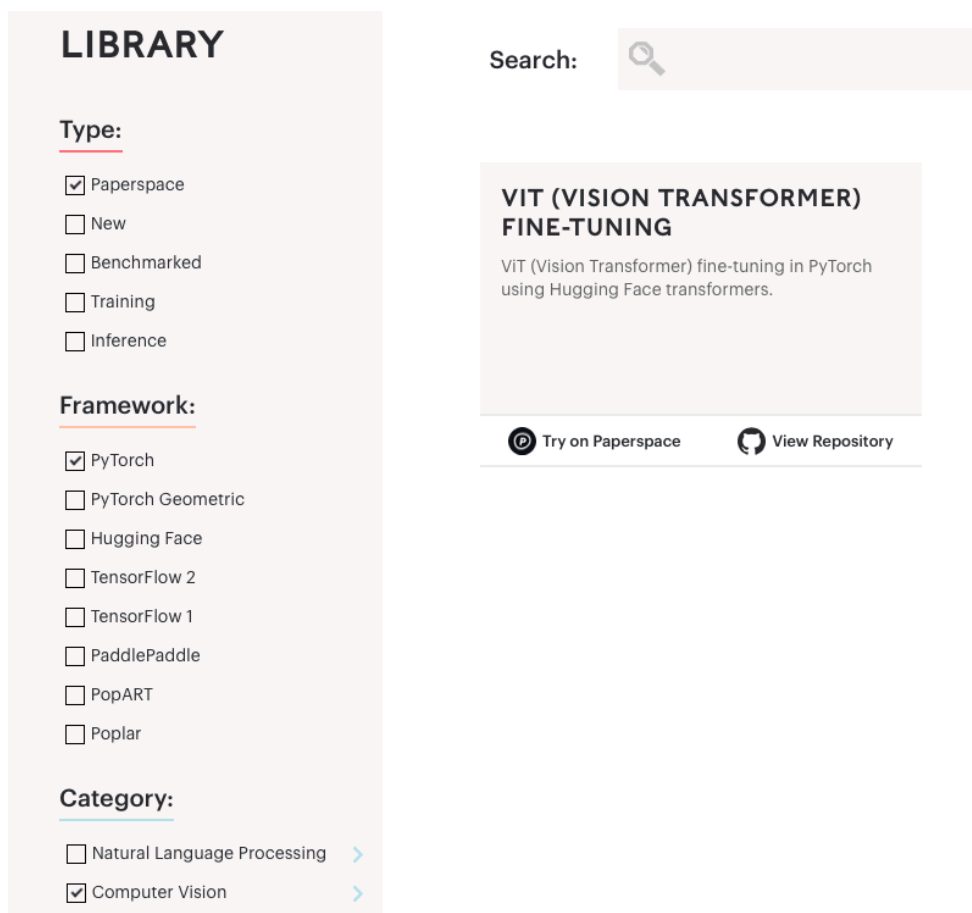 LIBRARY
Type:
Paperspace
New
Benchmarked
Training
Inference
Framework:
PyTorch
PyTorch Geometric
Hugging Face
TensorFlow 2
TensorFlow 1
PaddlePaddle
PopART
Poplar
Category:
Natural Language Processing
Computer Vision
Search:
VIT (VISION TRANSFORMER)
FINE-TUNING
ViT (Vision Transformer) fine-tuning in PyTorch
using Hugging Face transformers.
Try on Paperspace
View Repository